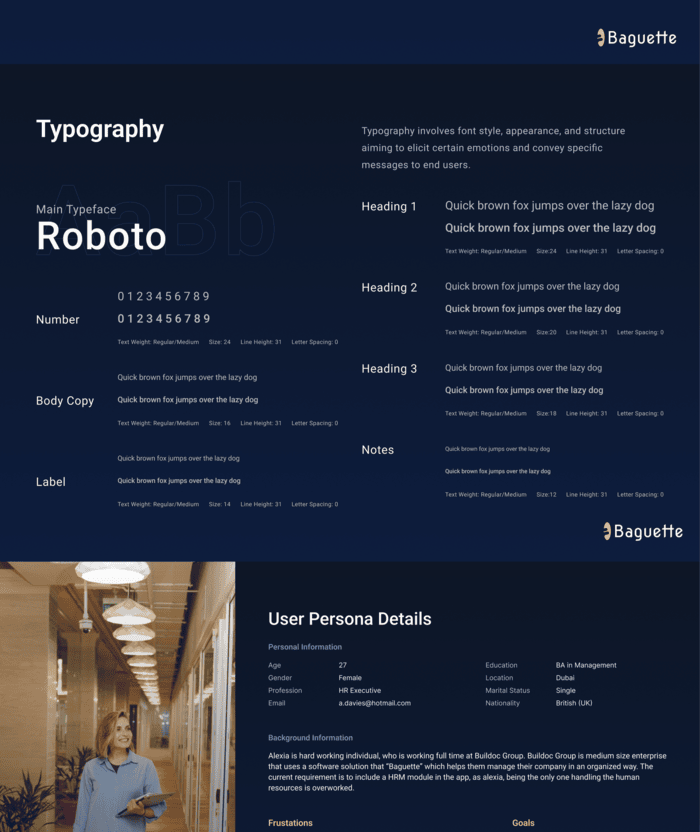 Baguette
Typography
Typography involves font style, appearance, and structure
aiming to elicit certain emotions and convey specific
messages to end users.
AaBb
Main Typeface
Roboto
Number
0 1 2 3 4 5 6 7 8 9
0 1 2 3 4 5 6 7 8 9
Text Weight: Regular/Medium Size: 24 Line Height: 31 Letter Spacing: 0
Body Copy
Quick brown fox jumps over the lazy dog
Quick brown fox jumps over the lazy dog
Text Weight: Regular/Medium Size: 16 Line Height: 31 Letter Spacing: 0
Label
Quick brown fox jumps over the lazy dog
Quick brown fox jumps over the lazy dog
Text Weight: Regular/Medium Size: 14 Line Height: 31 Letter Spacing: 0
Heading 1
Quick brown fox jumps over the lazy dog
Quick brown fox jumps over the lazy dog
Text Weight: Regular/Medium Size:24 Line Height: 31 Letter Spacing: 0
Heading 2
Quick brown fox jumps over the lazy dog
Quick brown fox jumps over the lazy dog
Text Weight: Regular/Medium Size:20 Line Height: 31 Letter Spacing: 0
Heading 3
Quick brown fox jumps over the lazy dog
Quick brown fox jumps over the lazy dog
Text Weight: Regular/Medium Size:18 Line Height: 31 Letter Spacing: 0
Notes
Quick brown fox jumps over the lazy dog
Quick brown fox jumps over the lazy dog
Text Weight: Regular/Medium Size:12 Line Height: 31 Letter Spacing: 0
Baguette
User Persona Details
Personal Information
Age 27 Education BA in Management
Gender Female Location Dubai
Profession HR Executive Marital Status Single
Email a.davies@hotmail.com Nationality British (UK)
Background Information
Alexia is hard working individual, who is working full time at Buildoc Group. Buildoc Group is medium size enterprise
that uses a software solution that "Baguette" which helps them manage their company in an organized way. The
current requirement is to include a HRM module in the app, as alexia, being the only one handling the human
resources is overworked.
Frustations Goals